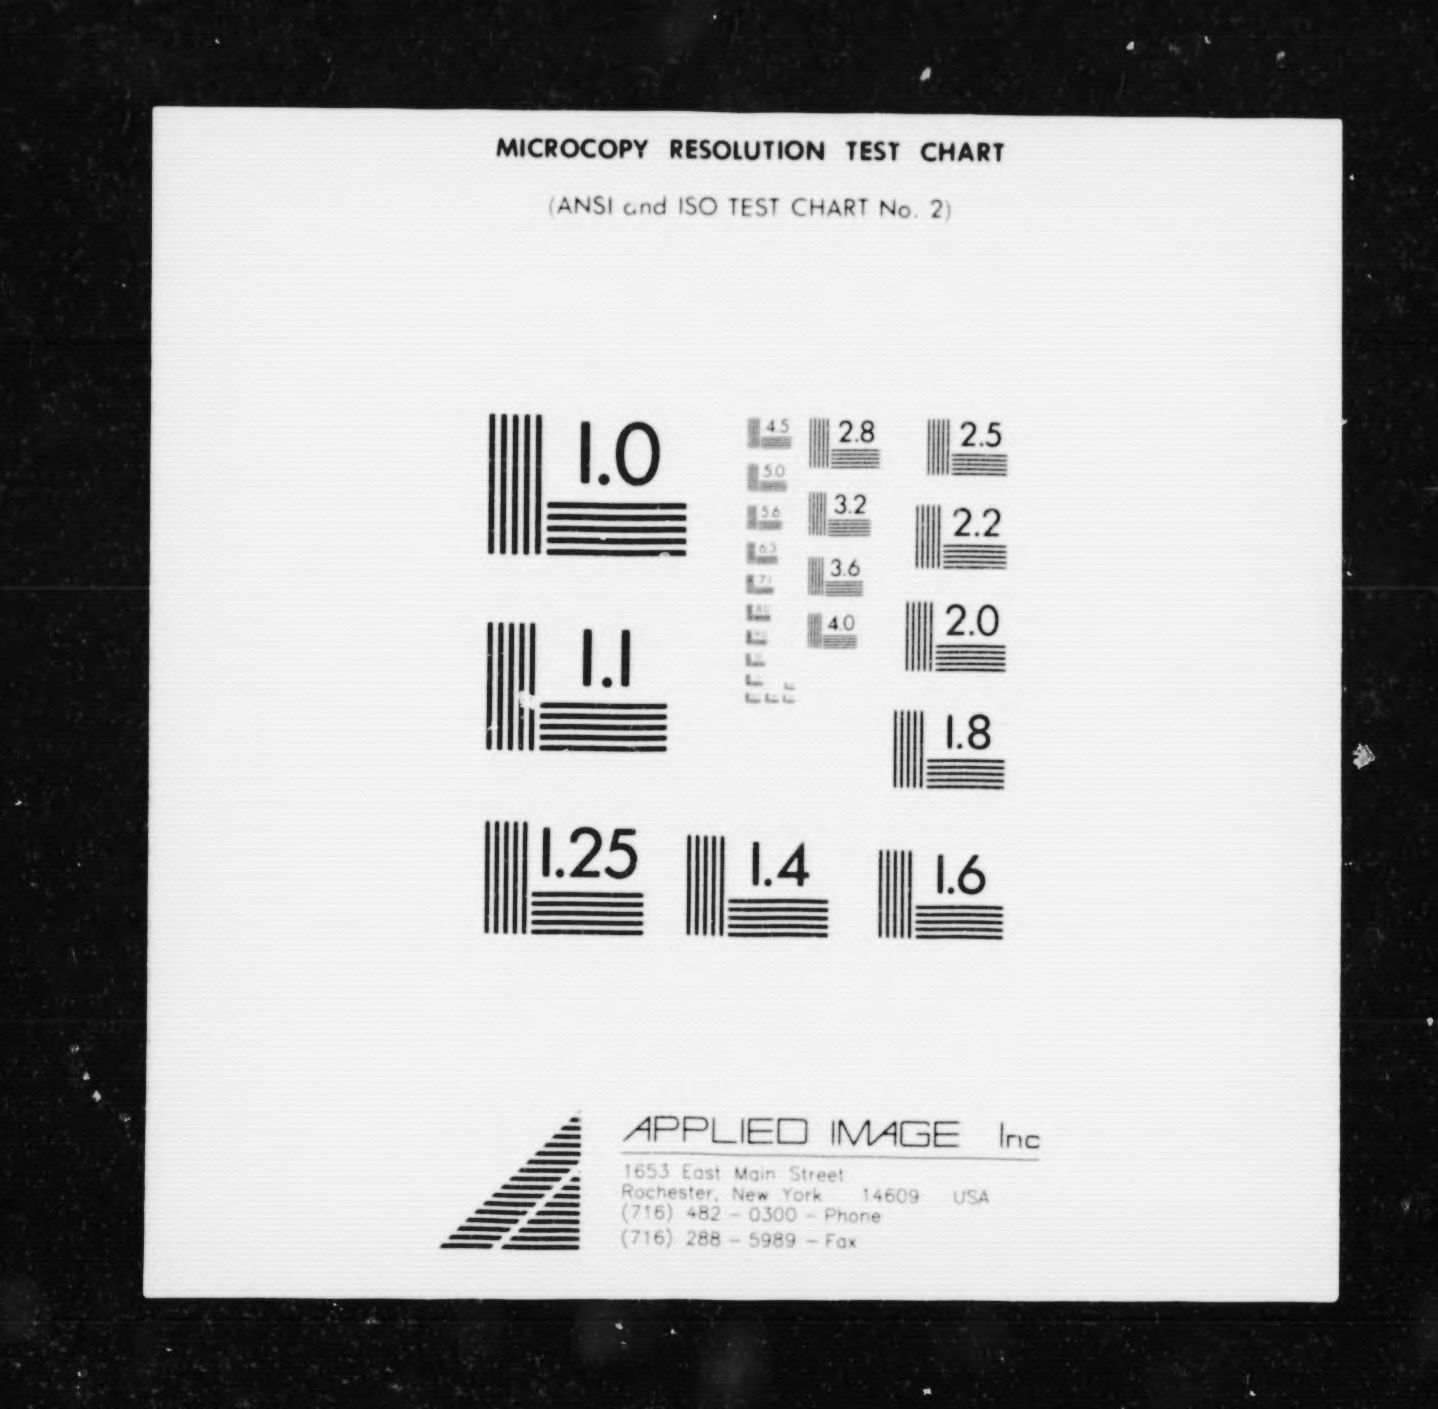 MICROCOPY RESOLUTION TEST CHART
(ANSI and ISO TEST CHART No. 2)
1.0
1.1
1.25
1.4
1.6
1.8
2.0
2.2
2.5
2.8
3.2
3.6
4.0
4.5
5.0
5.6
6.3
7.1
8.0
APPLIED IMAGE Inc
1653 East Main Street
Rochester, New York 14609 USA
(716) 482 - 0300 - Phone
(716) 288 - 5989 - Fax